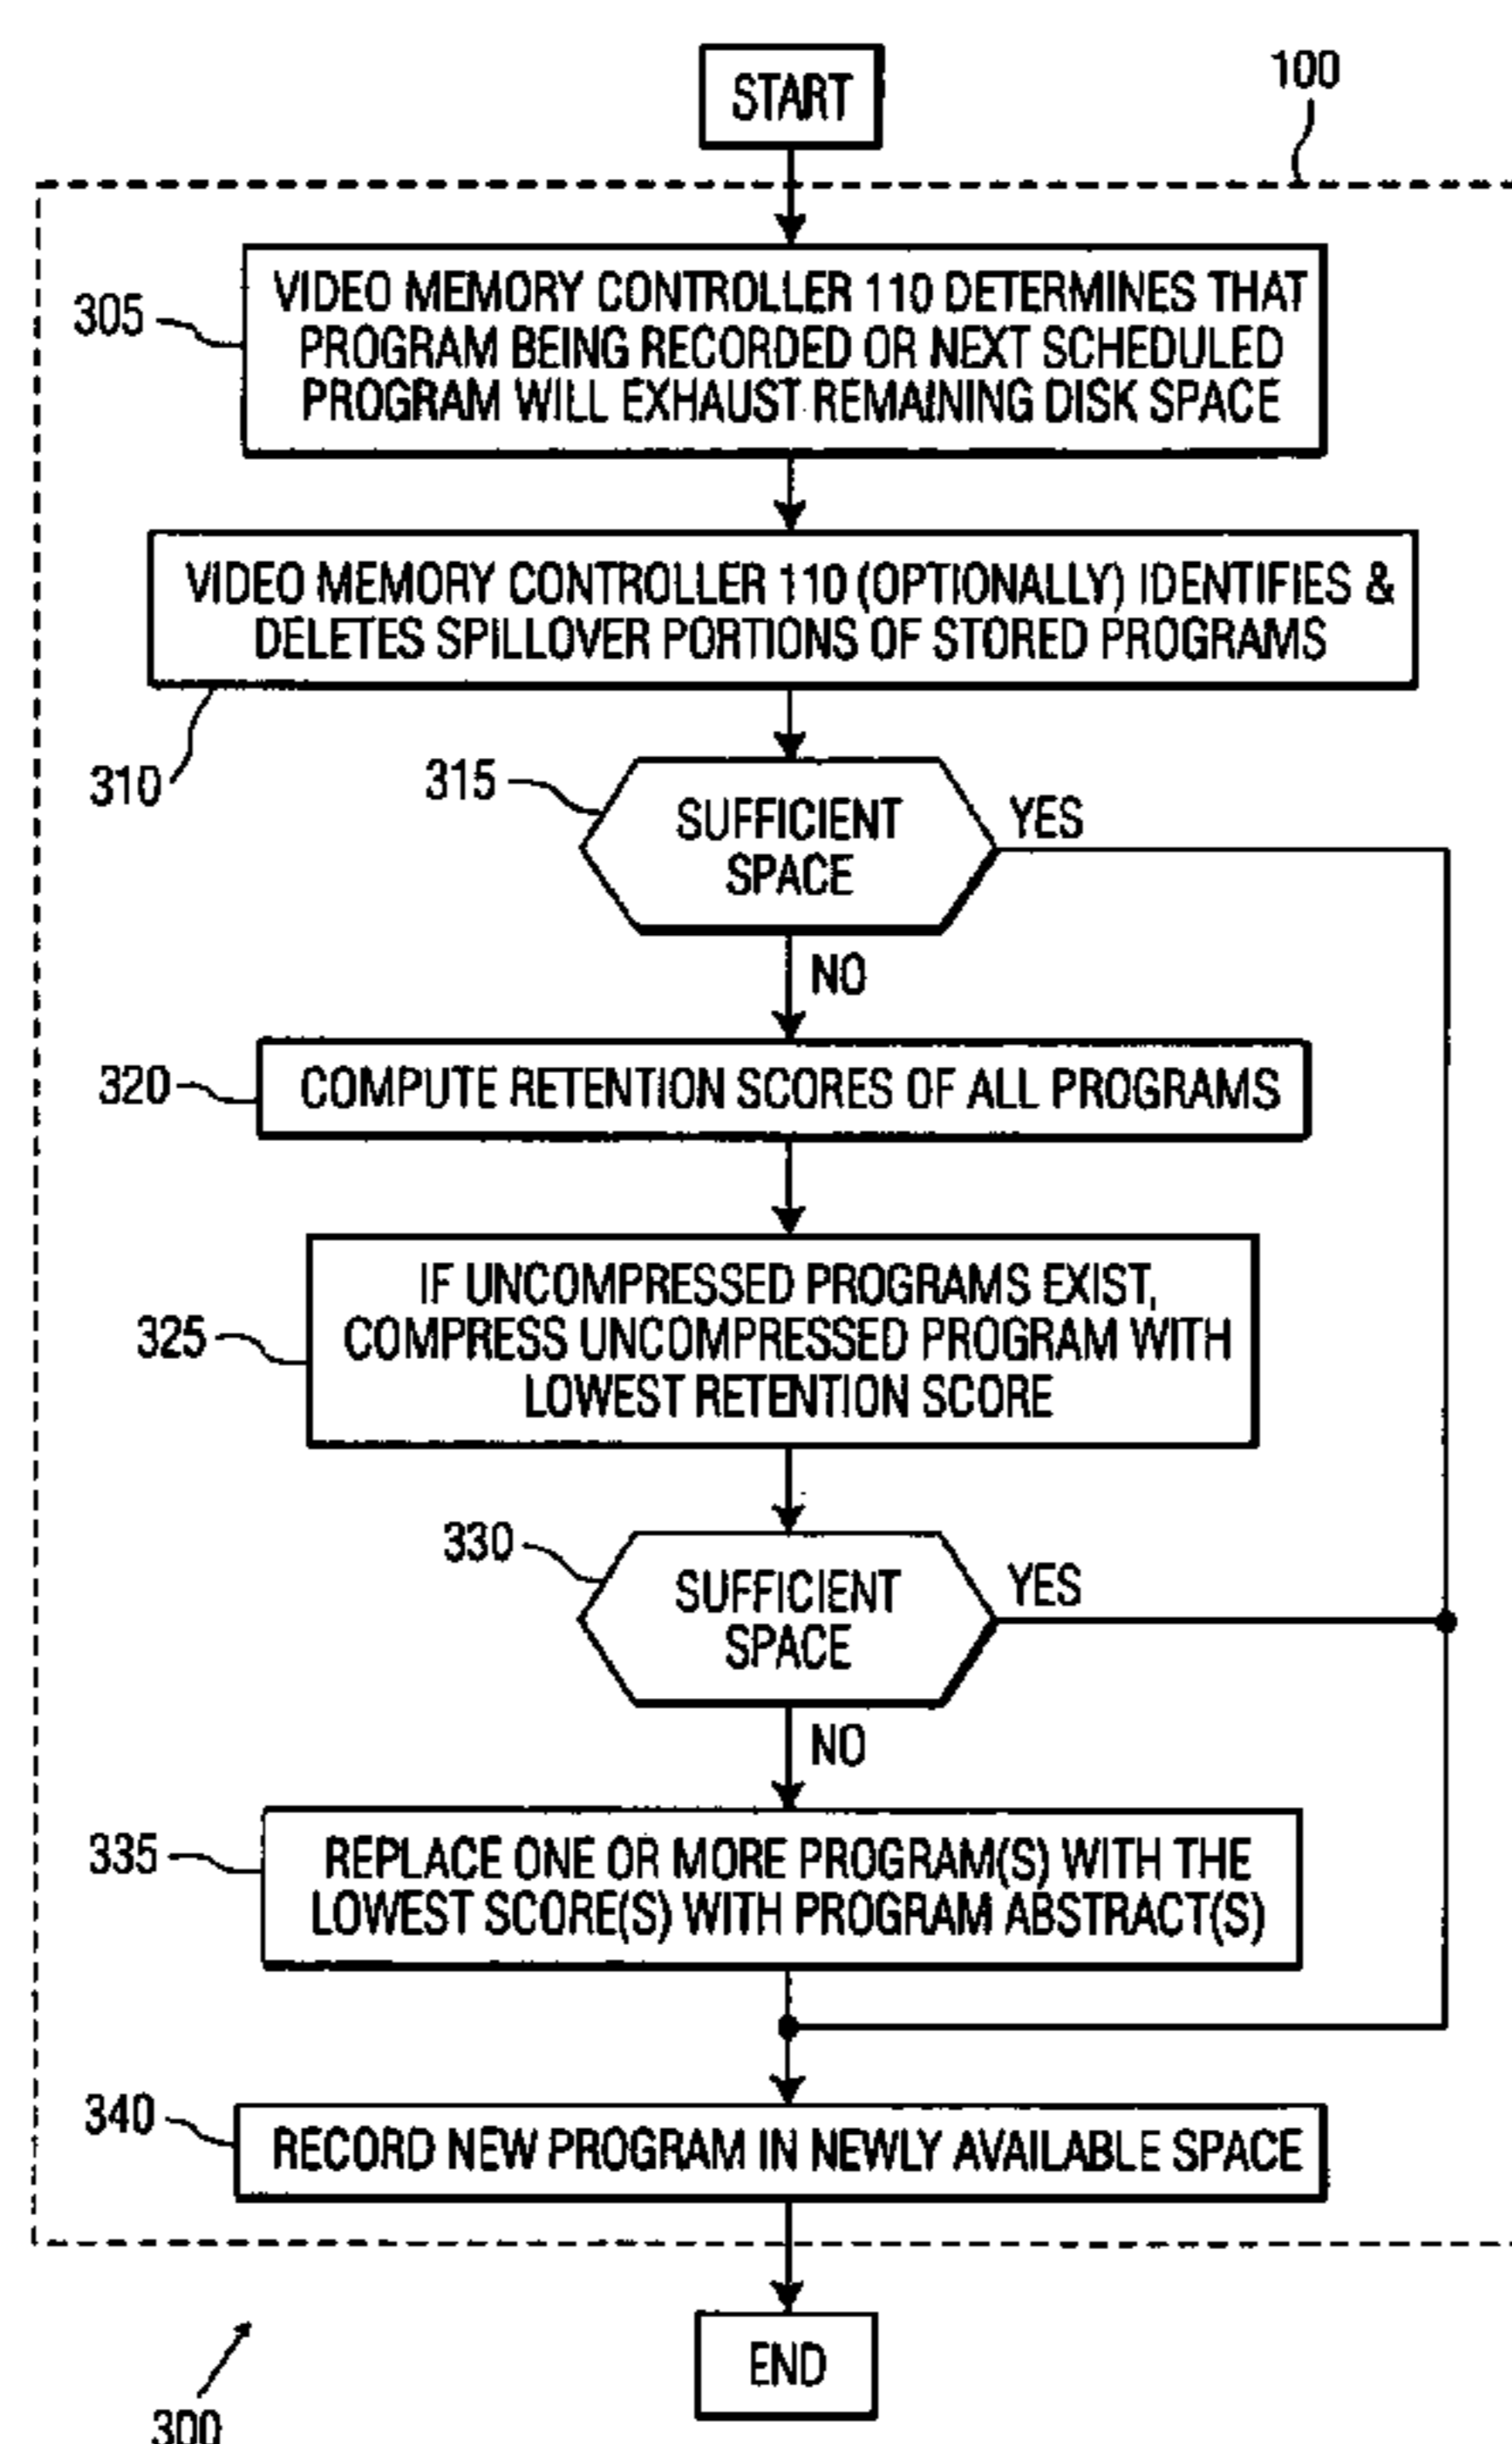 START
100
305
VIDEO MEMORY CONTROLLER 110 DETERMINES THAT
PROGRAM BEING RECORDED OR NEXT SCHEDULED
PROGRAM WILL EXHAUST REMAINING DISK SPACE
VIDEO MEMORY CONTROLLER 110 (OPTIONALLY) IDENTIFIES &
DELETES SPILLOVER PORTIONS OF STORED PROGRAMS
310
315
SUFFICIENT
SPACE
YES
NO
320
COMPUTE RETENTION SCORES OF ALL PROGRAMS
325
IF UNCOMPRESSED PROGRAMS EXIST,
COMPRESS UNCOMPRESSED PROGRAM WITH
LOWEST RETENTION SCORE
330
SUFFICIENT
SPACE
YES
NO
335
REPLACE ONE OR MORE PROGRAM(S) WITH THE
LOWEST SCORE(S) WITH PROGRAM ABSTRACT(S)
340
RECORD NEW PROGRAM IN NEWLY AVAILABLE SPACE
END
300